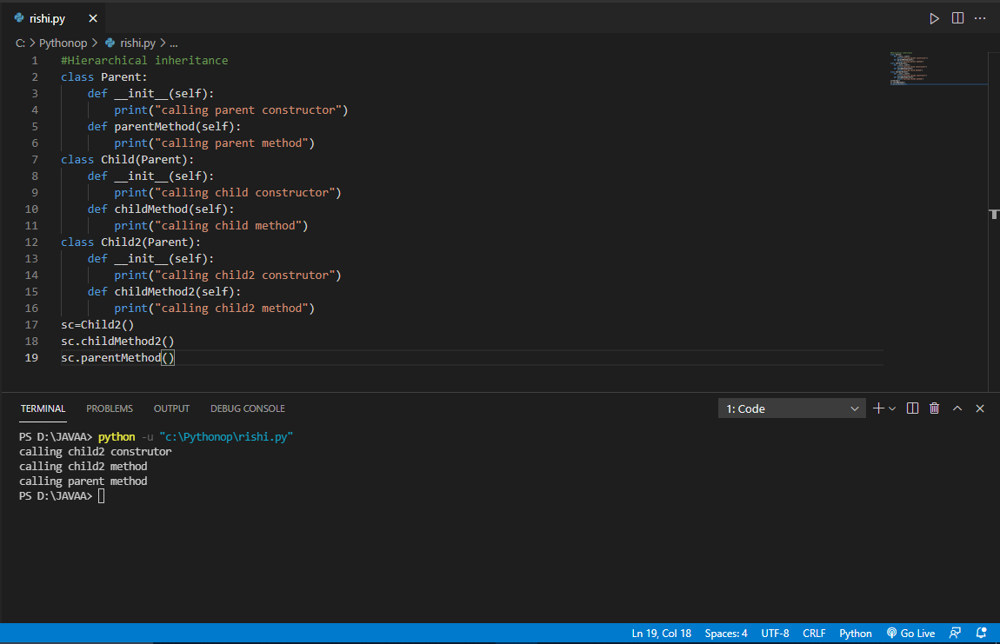 rishi.py
C: > Pythonop > rishi.py > ...
1 #Hierarchical inheritance
2 class Parent:
3     def __init__(self):
4         print("calling parent constructor")
5     def parentMethod(self):
6         print("calling parent method")
7 class Child(Parent):
8     def __init__(self):
9         print("calling child constructor")
10     def childMethod(self):
11         print("calling child method")
12 class Child2(Parent):
13     def __init__(self):
14         print("calling child2 construtor")
15     def childMethod2(self):
16         print("calling child2 method")
17 sc=Child2()
18 sc.childMethod2()
19 sc.parentMethod()
TERMINAL PROBLEMS OUTPUT DEBUG CONSOLE 1: Code
PS D:\JAVAA> python -u "c:\Pythonop\rishi.py"
calling child2 construtor
calling child2 method
calling parent method
PS D:\JAVAA>
Ln 19, Col 18 Spaces: 4 UTF-8 CRLF Python Go Live